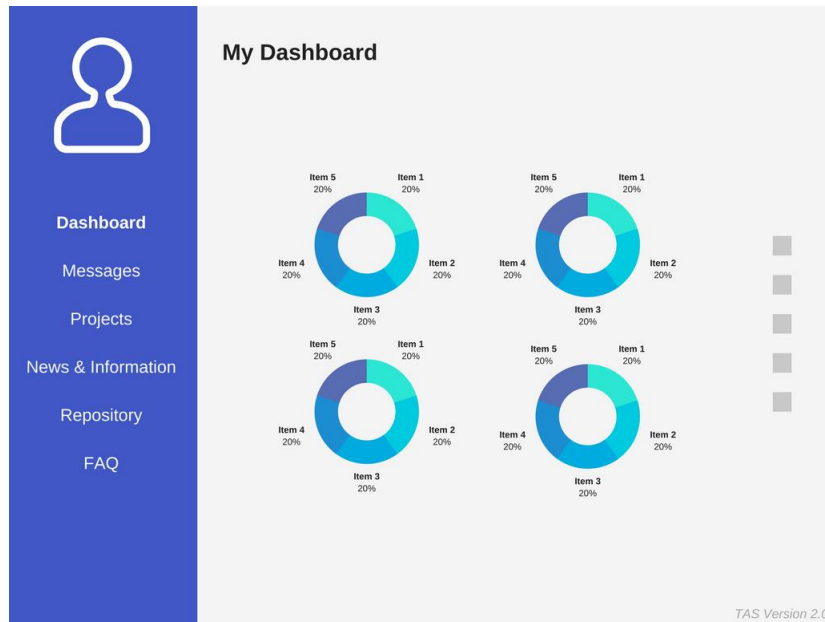 My Dashboard
Dashboard
Messages
Projects
News & Information
Repository
FAQ
Item 5
20%
Item 1
20%
Item 4
20%
Item 2
20%
Item 3
20%
Item 5
20%
Item 1
20%
Item 4
20%
Item 2
20%
Item 3
20%
Item 5
20%
Item 1
20%
Item 4
20%
Item 2
20%
Item 3
20%
Item 5
20%
Item 1
20%
Item 4
20%
Item 2
20%
Item 3
20%
TAS Version 2.0